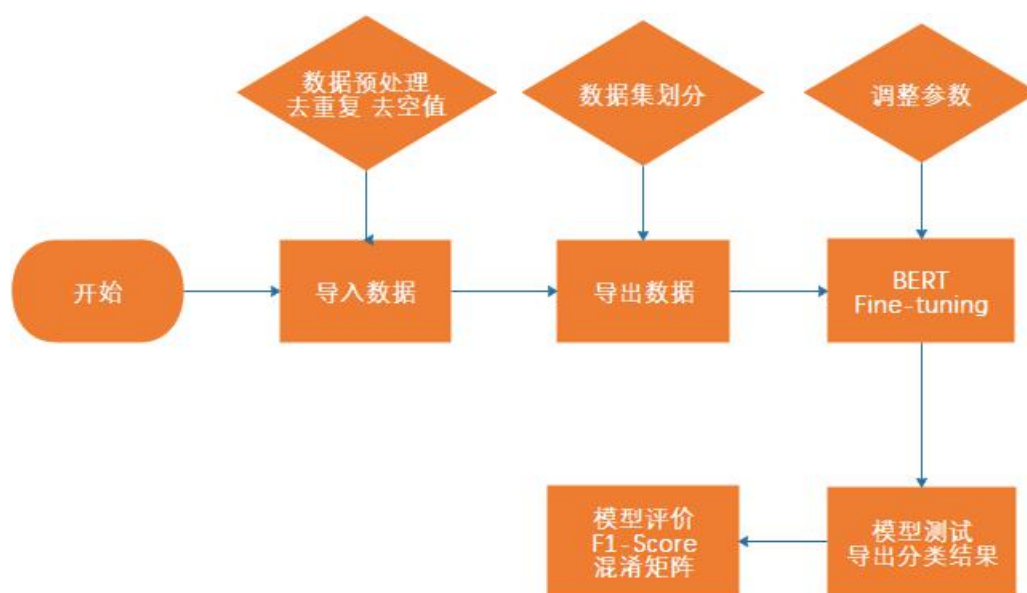 数据预处理
去重复 去空值
数据集划分
调整参数
开始
导入数据
导出数据
BERT
Fine-tuning
模型评价
F1-Score
混淆矩阵
模型测试
导出分类结果